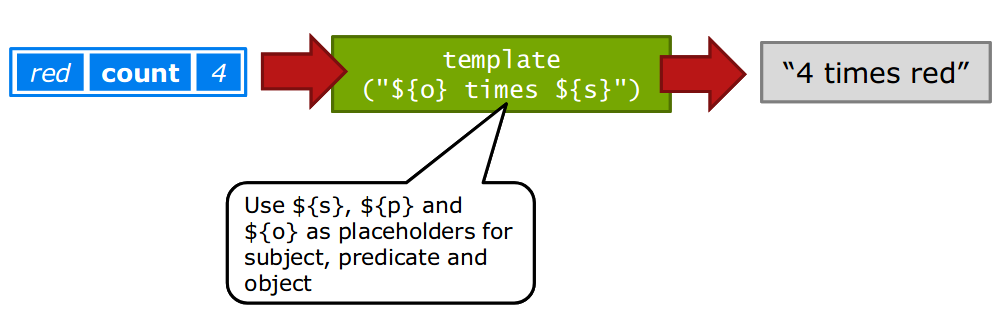 red count 4
template
("${o} times ${s}")
“4 times red”
Use ${s}, ${p} and
${o} as placeholders for
subject, predicate and
object